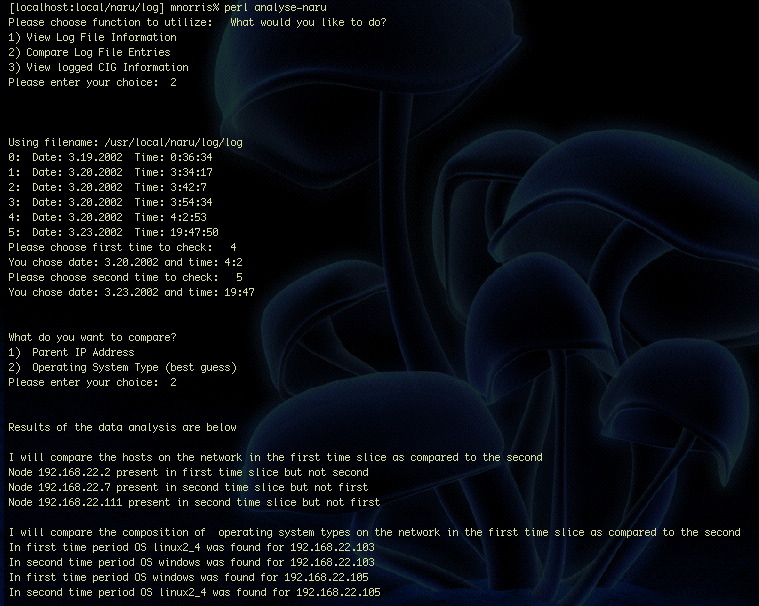 [localhost:local/naru/log] mnorris% perl analyse-naru
Please choose function to utilize:   What would you like to do?
1) View Log File Information
2) Compare Log File Entries
3) View logged CIG Information
Please enter your choice:  2
Using filename: /usr/local/naru/log/log
0:  Date: 3.19.2002  Time: 0:36:34
1:  Date: 3.20.2002  Time: 3:34:17
2:  Date: 3.20.2002  Time: 3:42:7
3:  Date: 3.20.2002  Time: 3:54:34
4:  Date: 3.20.2002  Time: 4:2:53
5:  Date: 3.23.2002  Time: 19:47:50
Please choose first time to check:   4
You chose date: 3.20.2002 and time: 4:2
Please choose second time to check:   5
You chose date: 3.23.2002 and time: 19:47
What do you want to compare?
1)  Parent IP Address
2)  Operating System Type (best guess)
Please enter your choice:  2
Results of the data analysis are below
I will compare the hosts on the network in the first time slice as compared to the second
Node 192.168.22.2 present in first time slice but not second
Node 192.168.22.7 present in second time slice but not first
Node 192.168.22.111 present in second time slice but not first
I will compare the composition of  operating system types on the network in the first time slice as compared to the second
In first time period OS linux2_4 was found for 192.168.22.103
In second time period OS windows was found for 192.168.22.103
In first time period OS windows was found for 192.168.22.105
In second time period OS linux2_4 was found for 192.168.22.105